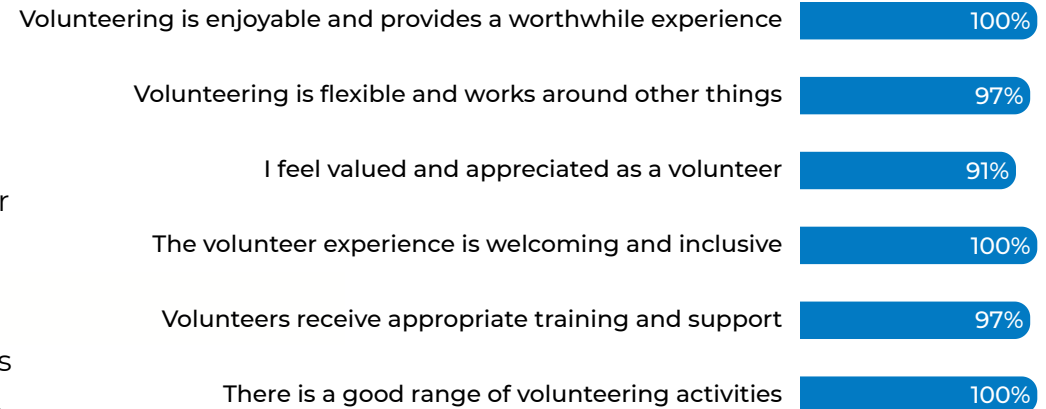 Volunteering is enjoyable and provides a worthwhile experience 100%
Volunteering is flexible and works around other things 97%
I feel valued and appreciated as a volunteer 91%
r
The volunteer experience is welcoming and inclusive 100%
Volunteers receive appropriate training and support 97%
s
There is a good range of volunteering activities 100%